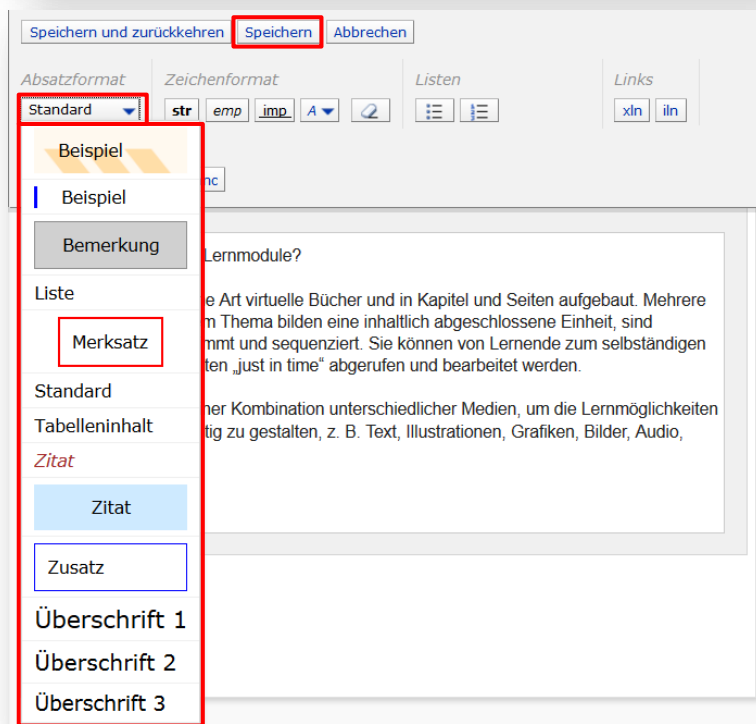 Speichern und zurückkehren Speichern Abbrechen
Absatzformat Zeichenformat Listen Links
Standard str emp imp A xln iln
Beispiel
nc
Beispiel
Bemerkung
Lernmodule?
Liste
e Art virtuelle Bücher und in Kapitel und Seiten aufgebaut. Mehrere
m Thema bilden eine inhaltlich abgeschlossene Einheit, sind
Merksatz
mmt und sequenziert. Sie können von Lernende zum selbständigen
ten „just in time“ abgerufen und bearbeitet werden.
Standard
ner Kombination unterschiedlicher Medien, um die Lernmöglichkeiten
Tabelleninhalt
tig zu gestalten, z. B. Text, Illustrationen, Grafiken, Bilder, Audio,
Zitat
Zitat
Zusatz
Überschrift 1
Überschrift 2
Überschrift 3